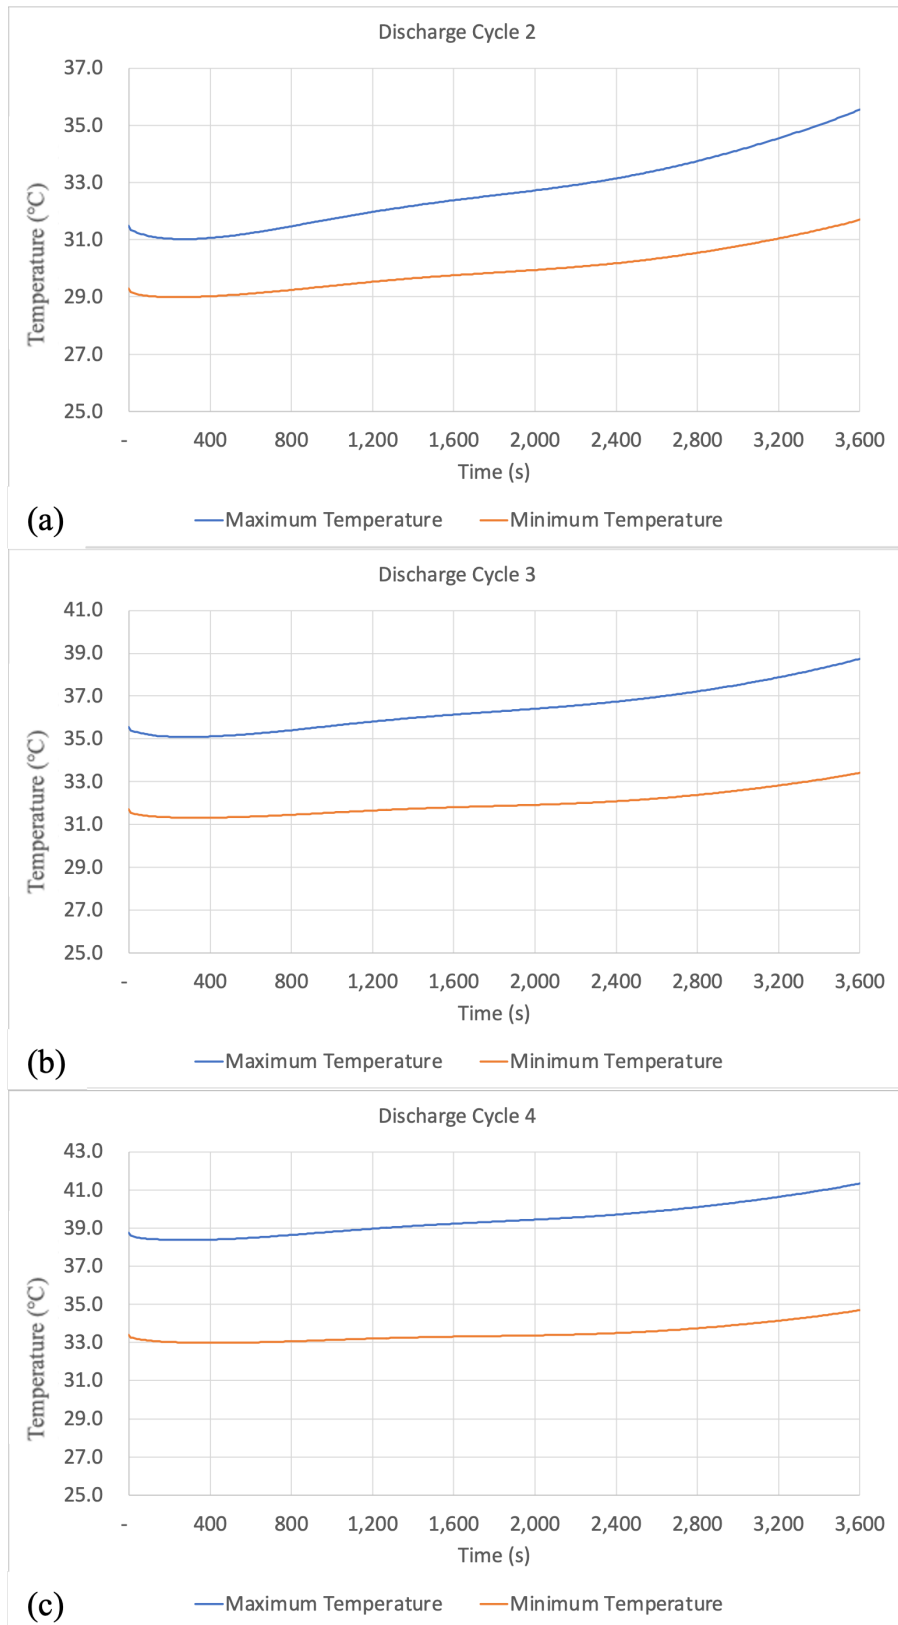 Discharge Cycle 2
37.0
35.0
33.0
31.0
29.0
27.0
25.0
Temperature (°C)
- 400 800 1,200 1,600 2,000 2,400 2,800 3,200 3,600
Time (s)
(a) Maximum Temperature Minimum Temperature
Discharge Cycle 3
41.0
39.0
37.0
35.0
33.0
31.0
29.0
27.0
25.0
Temperature (°C)
- 400 800 1,200 1,600 2,000 2,400 2,800 3,200 3,600
Time (s)
(b) Maximum Temperature Minimum Temperature
Discharge Cycle 4
43.0
41.0
39.0
37.0
35.0
33.0
31.0
29.0
27.0
25.0
Temperature (°C)
- 400 800 1,200 1,600 2,000 2,400 2,800 3,200 3,600
Time (s)
(c) Maximum Temperature Minimum Temperature